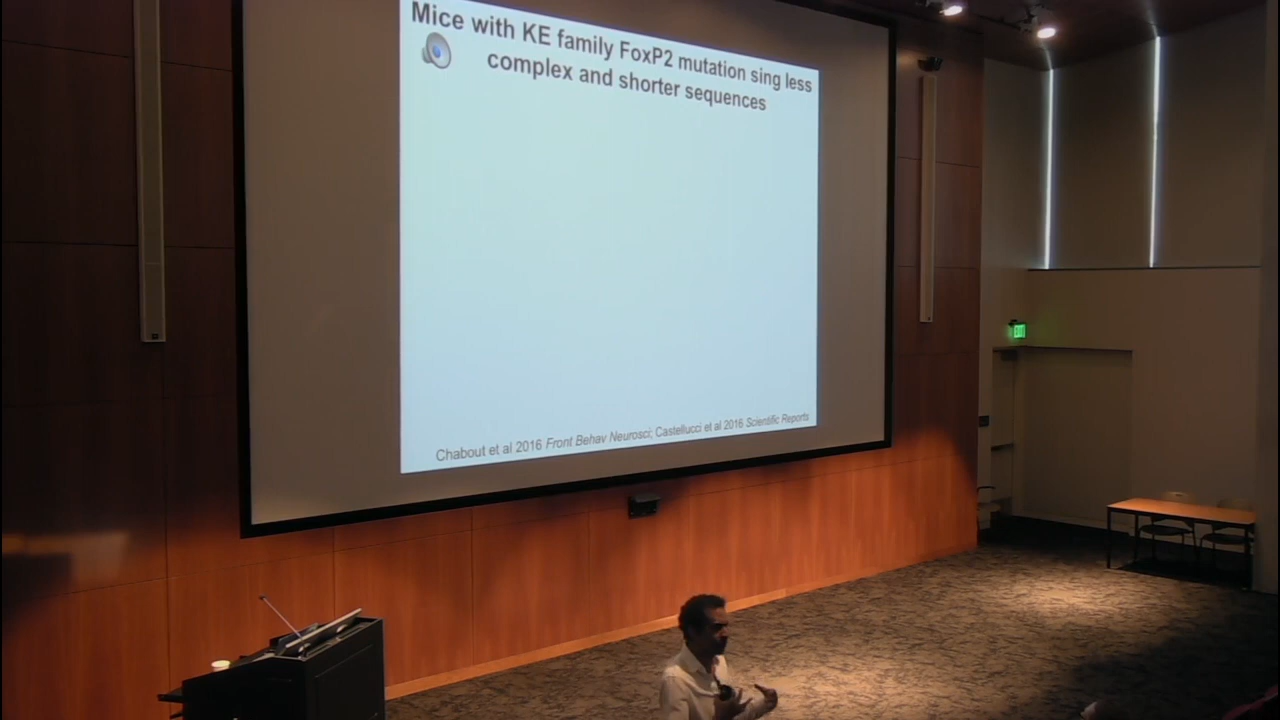 Mice with KE family FoxP2 mutation sing less
complex and shorter sequences
Chabout et al 2016 Front Behav Neurosci; Castellucci et al 2016 Scientific Reports
EXIT